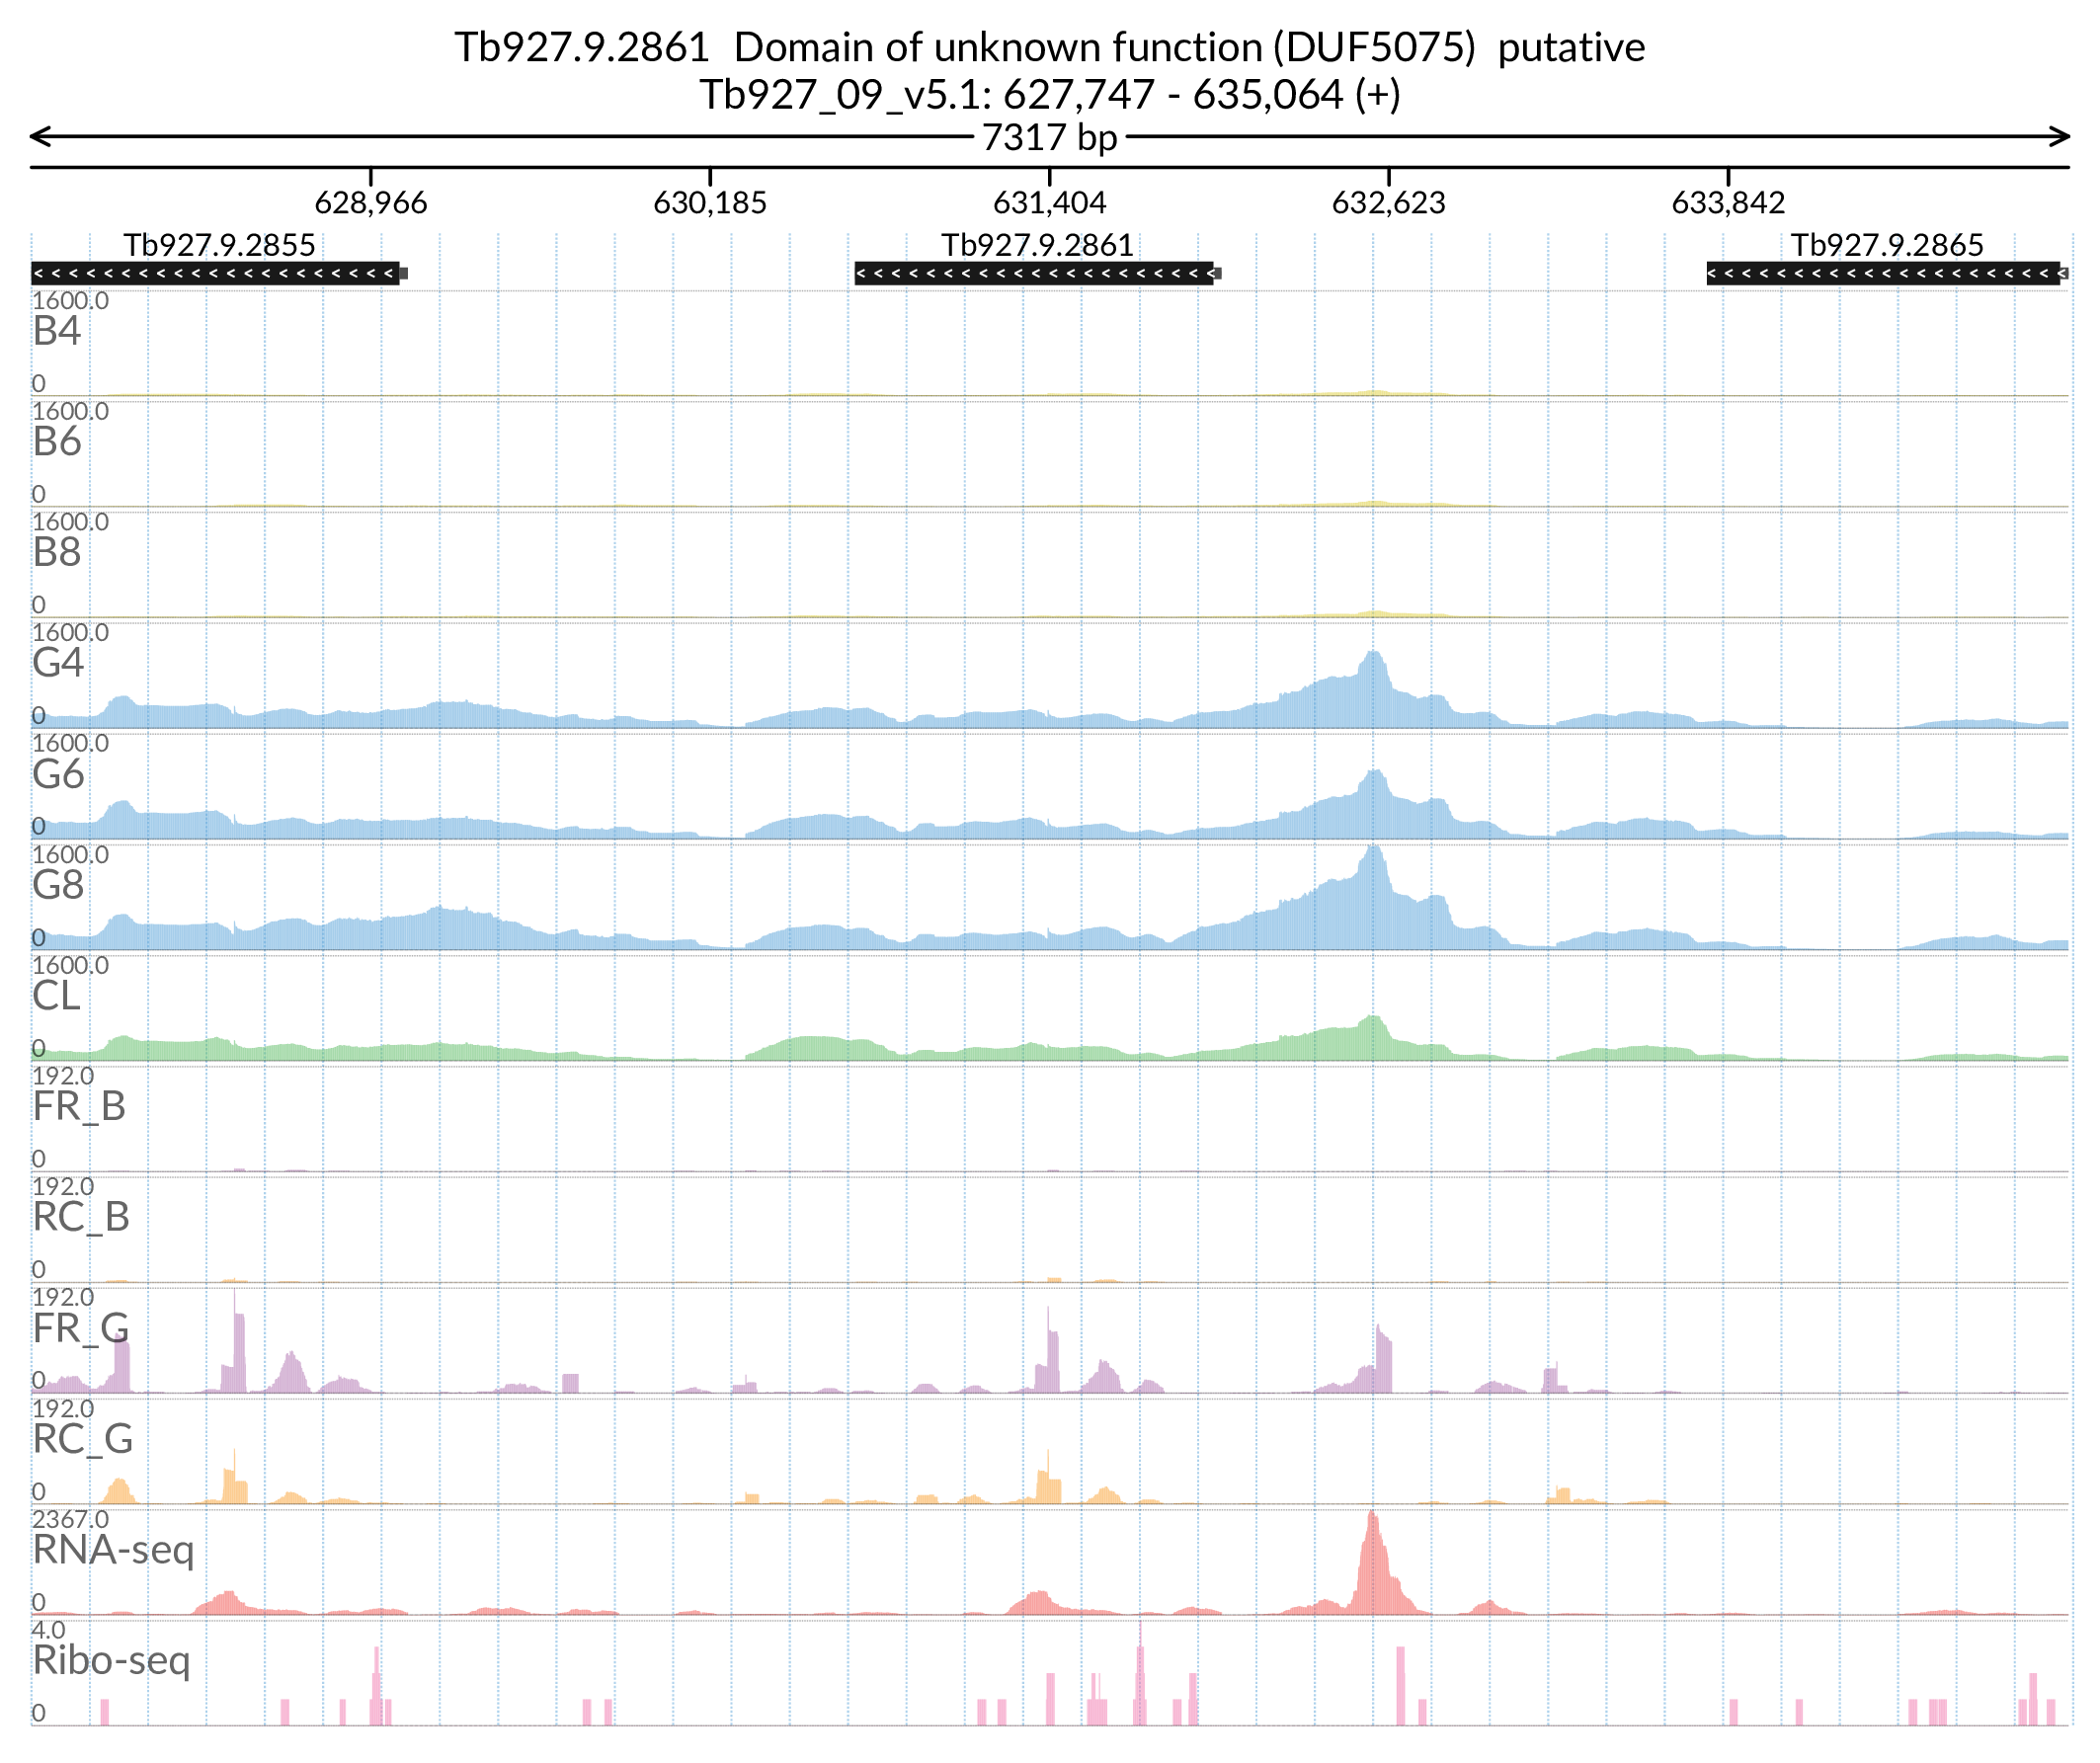 Tb927.9.2861  Domain of unknown function (DUF5075)  putative
Tb927_09_v5.1: 627,747 - 635,064 (+)
7317 bp
628,966 630,185 631,404 632,623 633,842
Tb927.9.2855 Tb927.9.2861 Tb927.9.2865
1600.0
B4
0
1600.0
B6
0
1600.0
B8
0
1600.0
G4
0
1600.0
G6
0
1600.0
G8
0
1600.0
CL
0
192.0
FR_B
0
192.0
RC_B
0
192.0
FR_G
0
192.0
RC_G
0
2367.0
RNA-seq
0
4.0
Ribo-seq
0